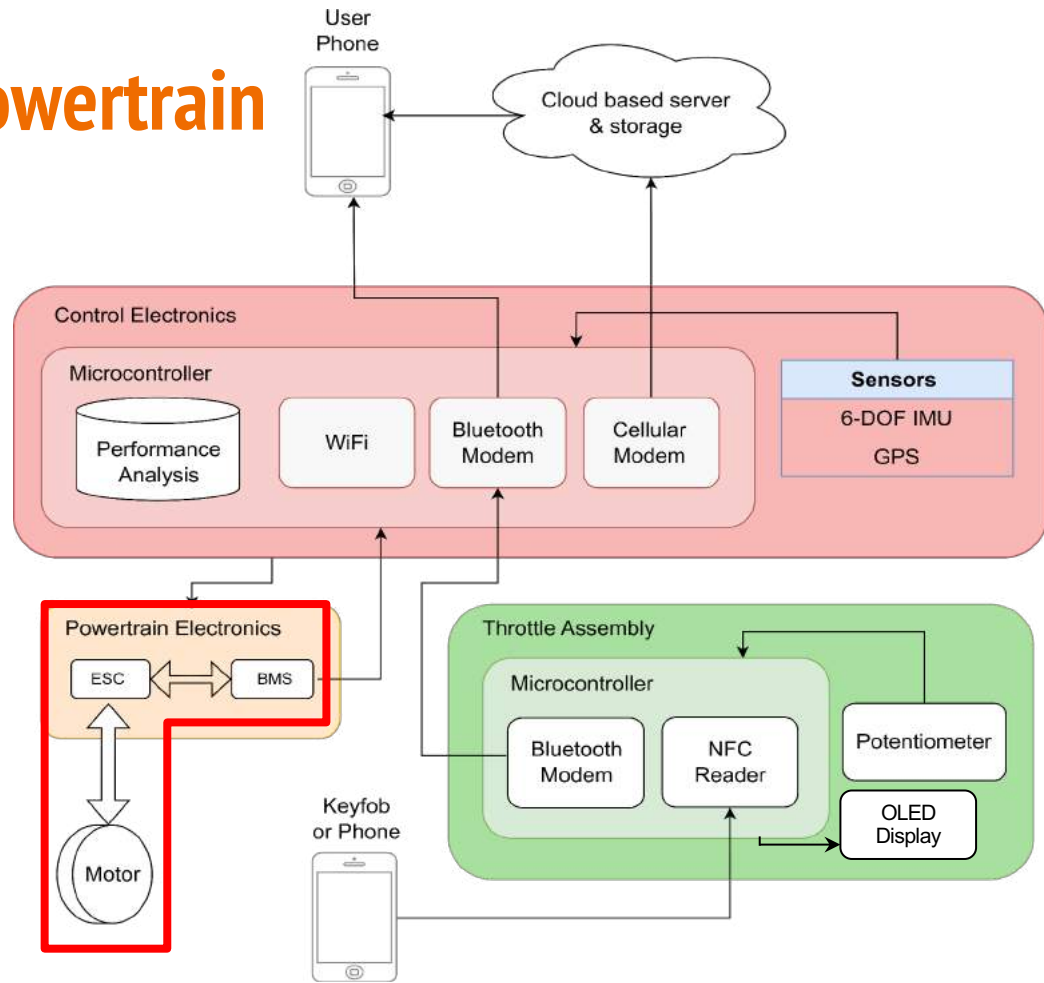 User
Phone
owertrain
Cloud based server
& storage
Control Electronics
Microcontroller
Performance
Analysis
WiFi
Bluetooth
Modem
Cellular
Modem
Sensors
6-DOF IMU
GPS
Powertrain Electronics
ESC
BMS
Motor
Throttle Assembly
Microcontroller
Bluetooth
Modem
NFC
Reader
Potentiometer
OLED
Display
Keyfob
or Phone